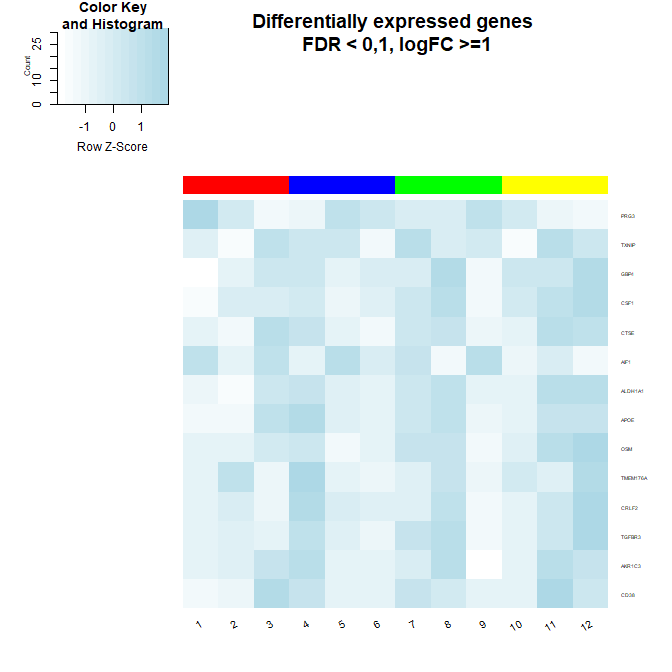 Color Key
and Histogram
Differentially expressed genes
FDR < 0,1, logFC >=1
Count
0
10
25
-1 0 1
Row Z-Score
PRG3
TXNIP
GBP4
CSF1
CTSE
AIF1
ALDH1A1
APOE
OSM
TMEM176A
CRLF2
TGFBR3
AKR1C3
CD38
1 2 3 4 5 6 7 8 9 10 11 12